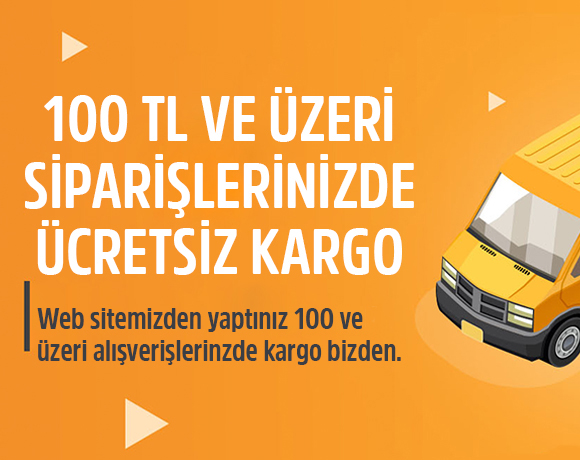 100 TL VE ÜZERİ
SİPARİŞLERİNİZDE
ÜCRETSİZ KARGO
Web sitemizden yaptınız 100 ve
üzeri alışverişlerinzde kargo bizden.